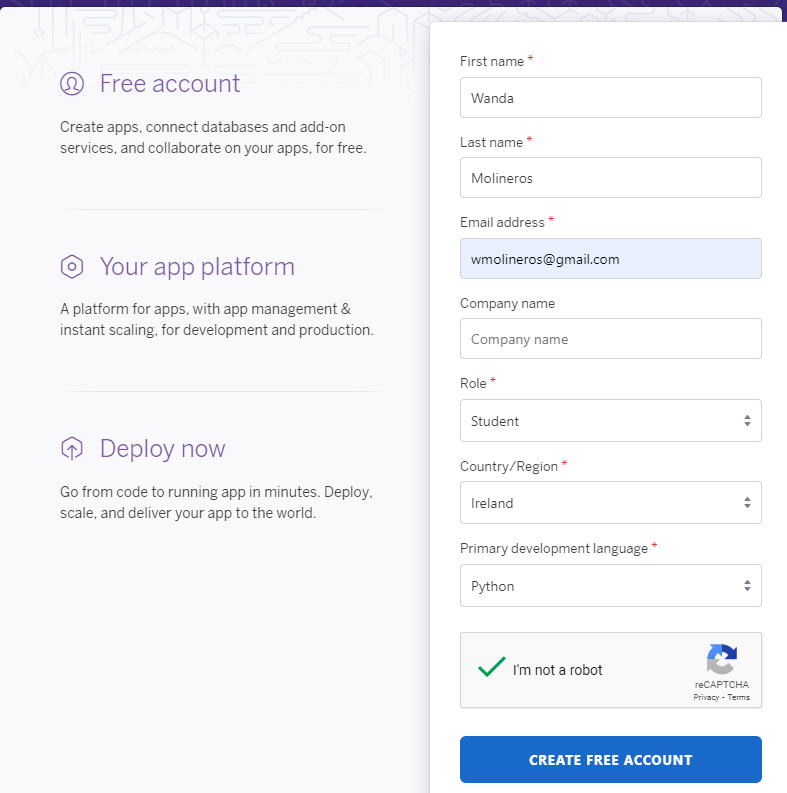 Free account
Create apps, connect databases and add-on
services, and collaborate on your apps, for free.
Your app platform
A platform for apps, with app management &
instant scaling, for development and production.
Deploy now
Go from code to running app in minutes. Deploy,
scale, and deliver your app to the world.
First name *
Wanda
Last name *
Molineros
Email address *
wmolineros@gmail.com
Company name
Company name
Role *
Student
Country/Region *
Ireland
Primary development language *
Python
I'm not a robot
reCAPTCHA
Privacy - Terms
CREATE FREE ACCOUNT